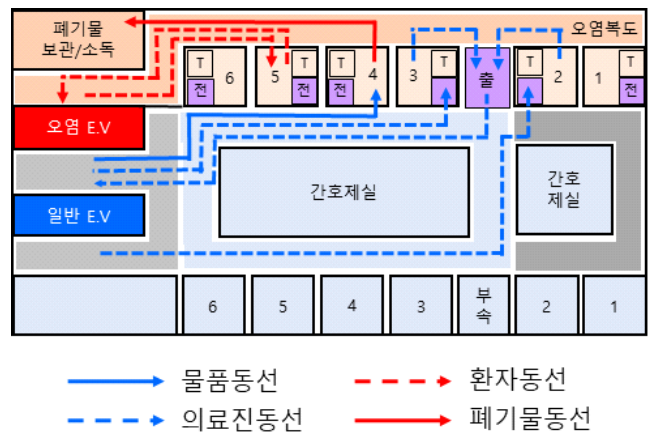 폐기물
보관/소독
오염복도
T
전
6
5
T
전
T
전
4
3
T
출
T
2
1
T
전
오염 E.V
일반 E.V
간호제실
간호
제실
6
5
4
3
부
속
2
1
물품동선
환자동선
의료진동선
폐기물동선